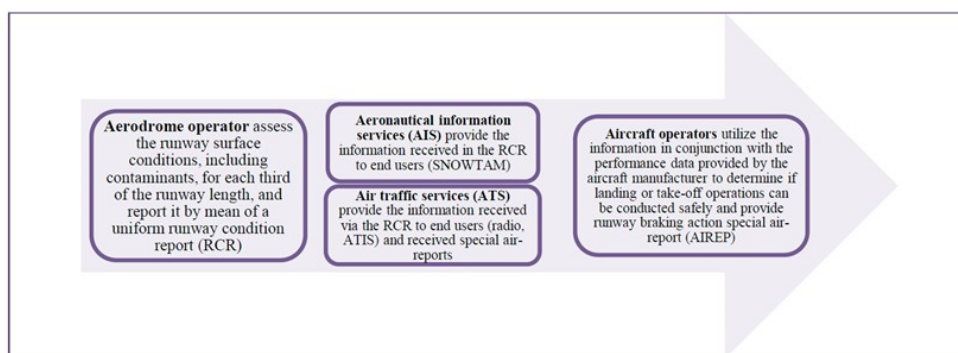 Aerodrome operator assess
the runway surface
conditions, including
contaminants, for each third
of the runway length, and
report it by mean of a
uniform runway condition
report (RCR)
Aeronautical information
services (AIS) provide the
information received in the RCR
to end users (SNOWTAM)
Air traffic services (ATS)
provide the information received
via the RCR to end users (radio,
ATIS) and received special air-
reports
Aircraft operators utilize the
information in conjunction with the
performance data provided by the
aircraft manufacturer to determine if
landing or take-off operations can
be conducted safely and provide
runway braking action special air-
report (AIREP)